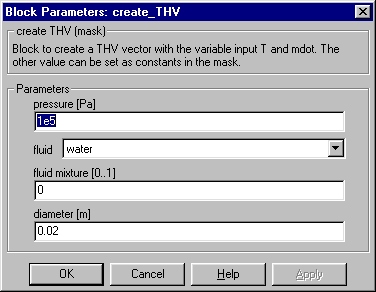 Block Parameters: create_THV
create THV (mask)
Block to create a THV vector with the variable input T and mdot. The
other value can be set as constants in the mask.
Parameters
pressure [Pa]
1e5
fluid water
fluid mixture [0..1]
0
diameter [m]
0.02
OK Cancel Help Apply